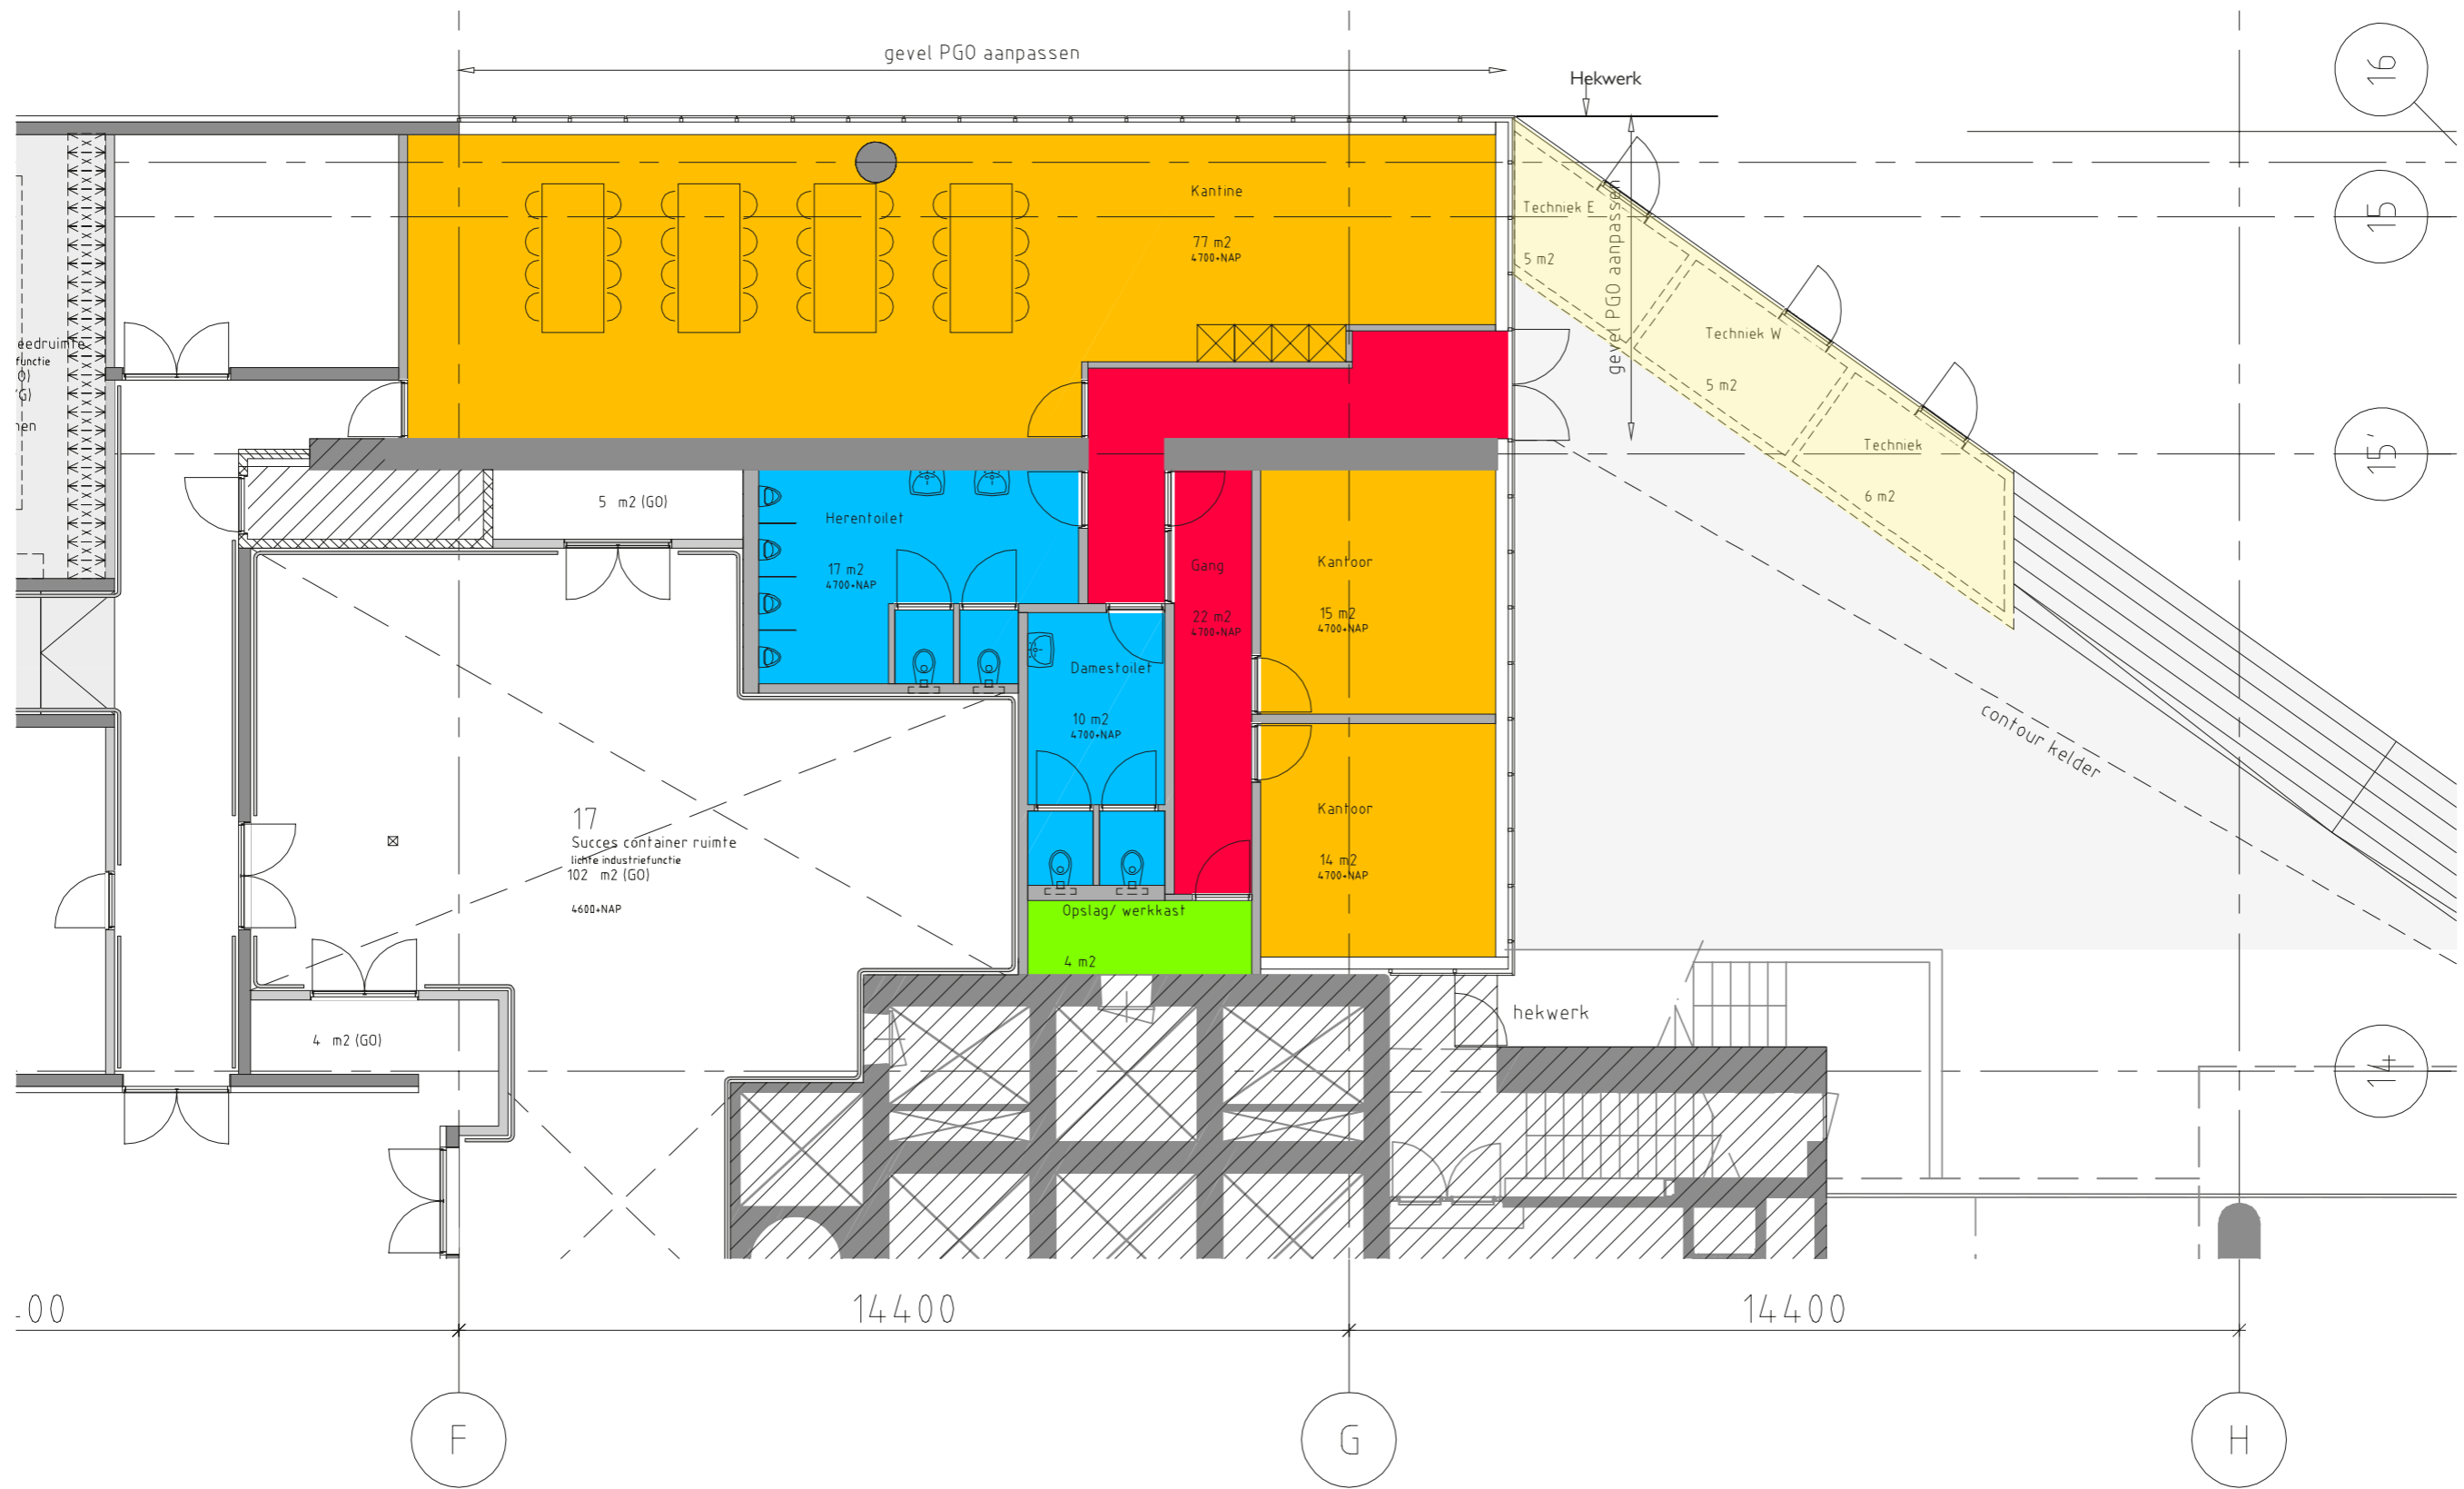 gevel PGO aanpassen
Hekwerk
16
Kantine
77 m2
4700+NAP
Techniek E
5 m2
gevel PGO aanpassen
15
Techniek W
5 m2
functie
Techniek
6 m2
15'
5 m2 (GO)
Herentoilet
17 m2
4700+NAP
Gang
22 m2
4700+NAP
Kantoor
15 m2
4700+NAP
Damestoilet
10 m2
4700+NAP
contour kelder
17
Succes container ruimte
lichte industriefunctie
102 m2 (GO)
4600+NAP
Kantoor
14 m2
4700+NAP
Opslag/ werkkast
4 m2
hekwerk
4 m2 (GO)
14
00
14400
14400
F
G
H